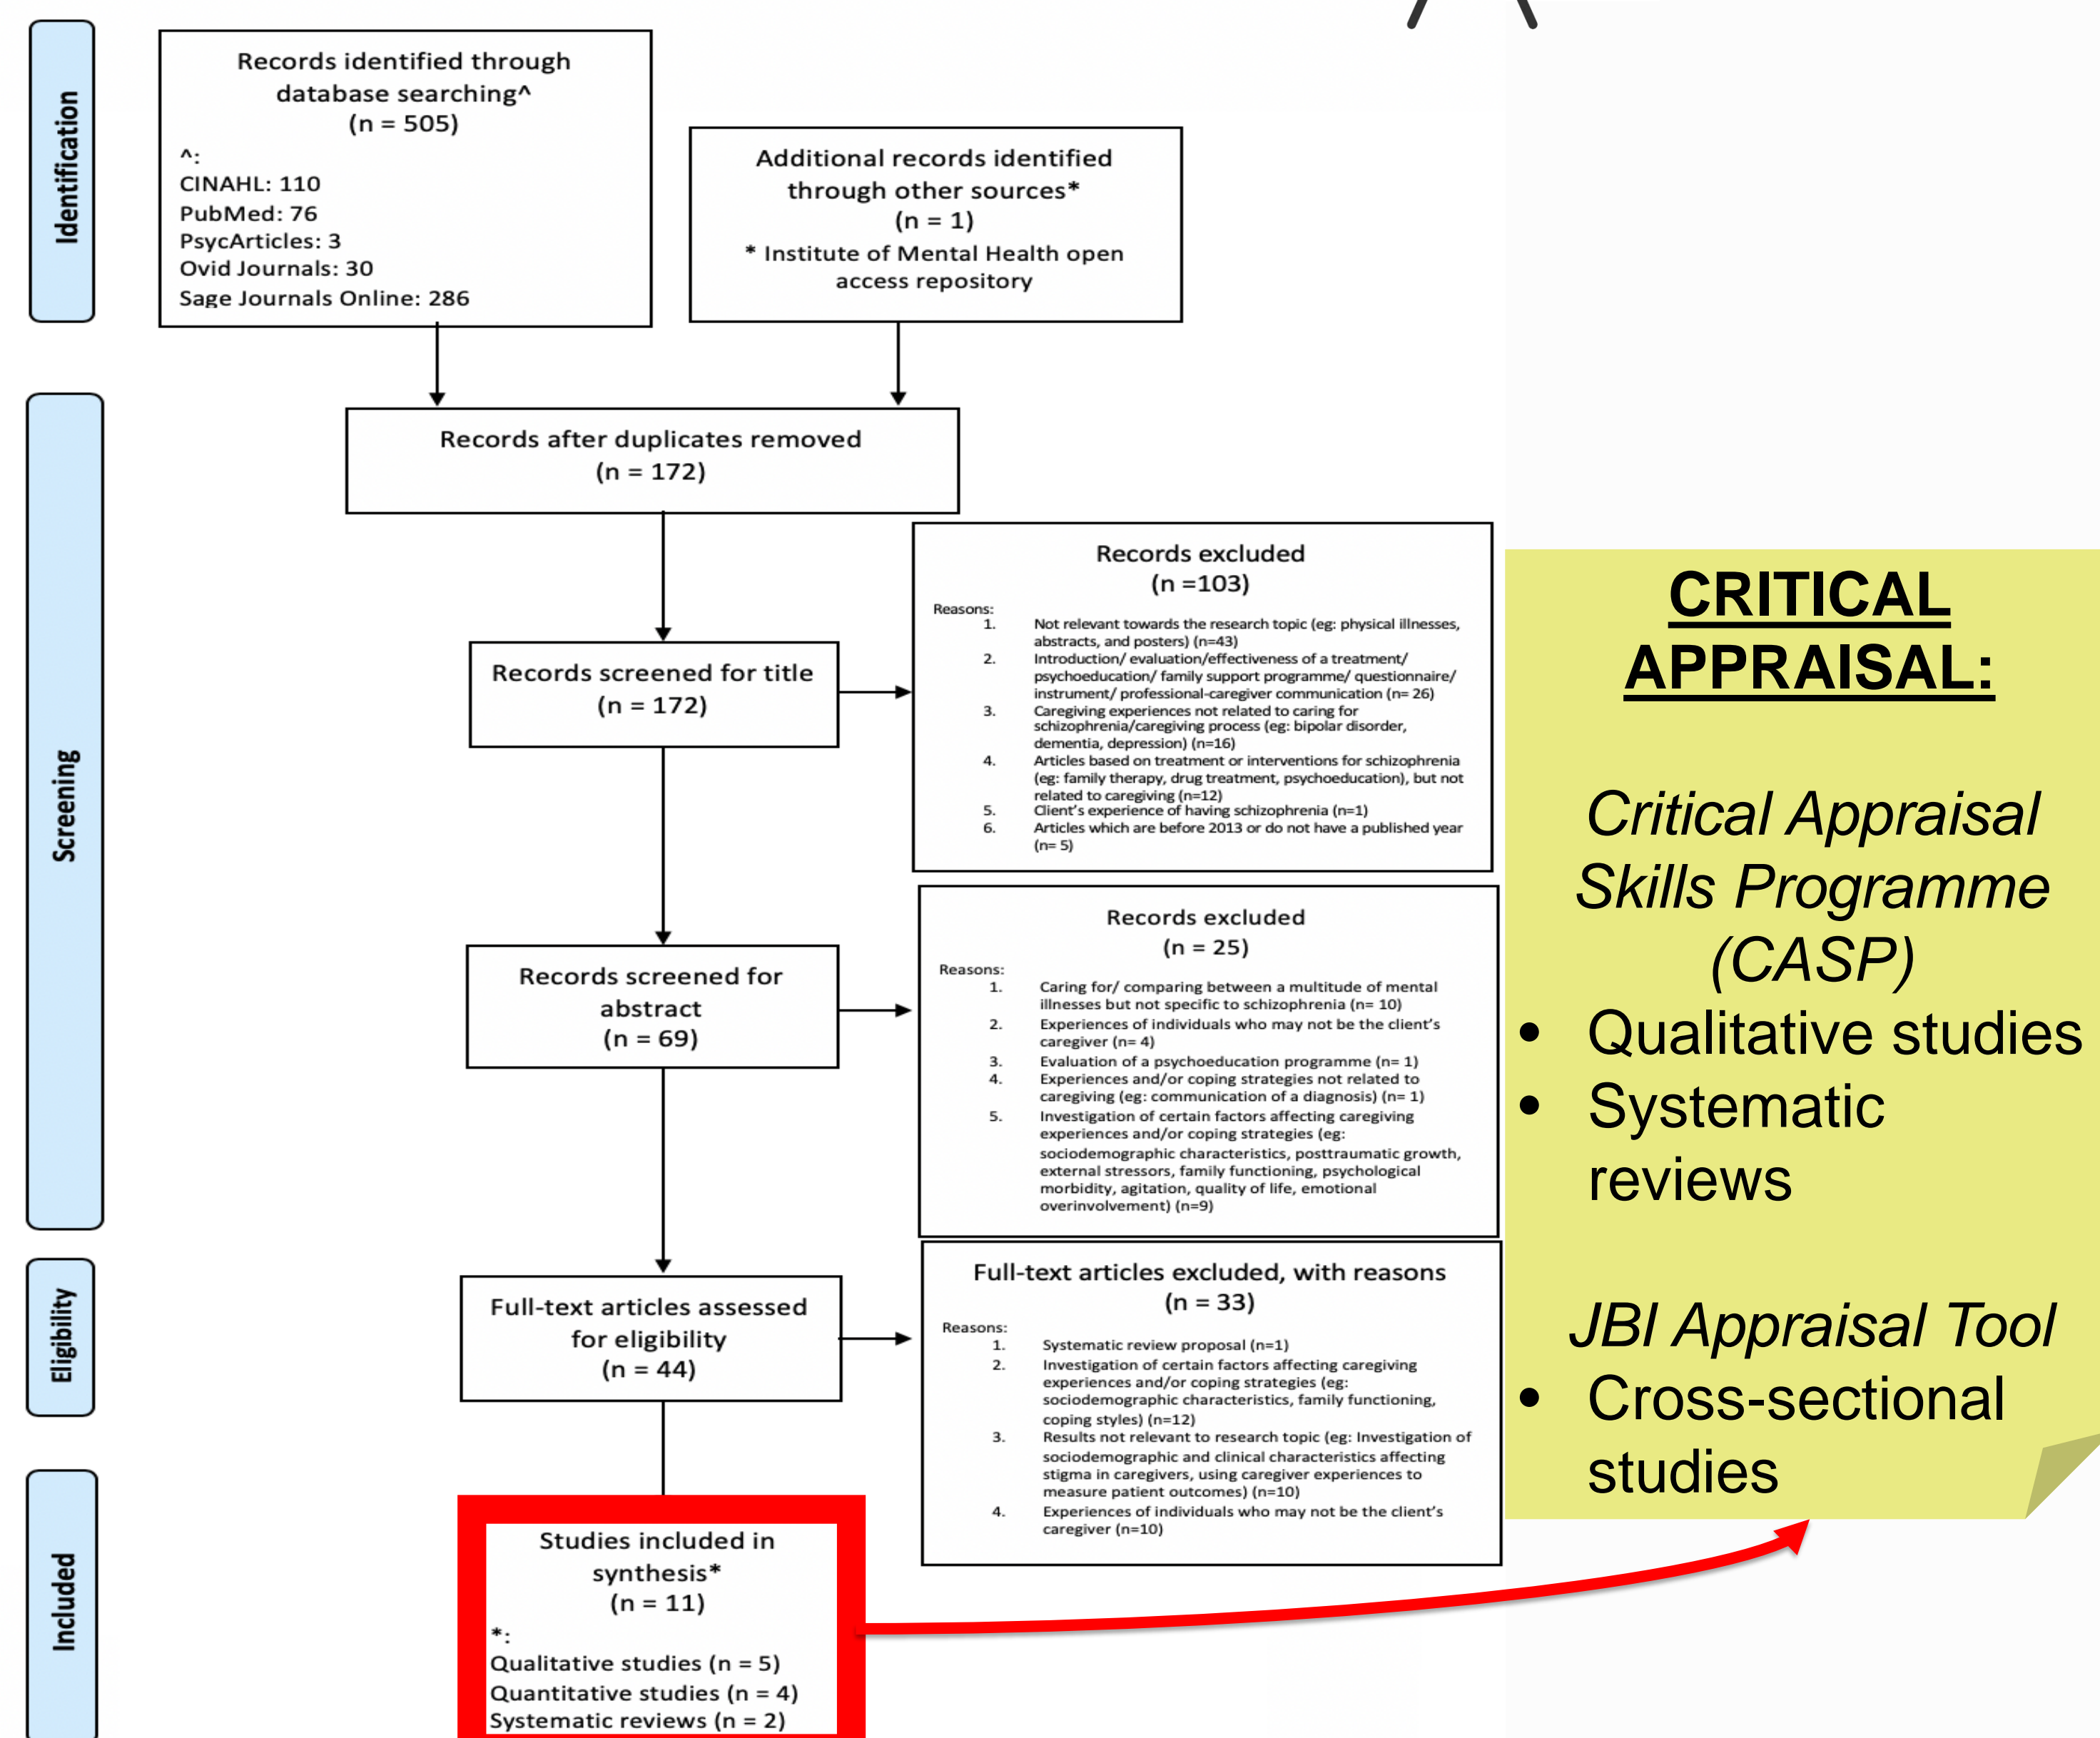 Identification
Records identified through
database searching^
(n = 505)
^:
CINAHL: 110
PubMed: 76
PsycArticles: 3
Ovid Journals: 30
Sage Journals Online: 286
Additional records identified
through other sources*
(n = 1)
* Institute of Mental Health open
access repository
Screening
Records after duplicates removed
(n = 172)
Records screened for title
(n = 172)
Records excluded
(n =103)
Reasons:
1. Not relevant towards the research topic (eg: physical illnesses,
abstracts, and posters) (n=43)
2. Introduction/ evaluation/effectiveness of a treatment/
psychoeducation/ family support programme/ questionnaire/
instrument/ professional-caregiver communication (n= 26)
3. Caregiving experiences not related to caring for
schizophrenia/caregiving process (eg: bipolar disorder,
dementia, depression) (n=16)
4. Articles based on treatment or interventions for schizophrenia
(eg: family therapy, drug treatment, psychoeducation), but not
related to caregiving (n=12)
5. Client's experience of having schizophrenia (n=1)
6. Articles which are before 2013 or do not have a published year
(n= 5)
Records screened for
abstract
(n = 69)
Records excluded
(n = 25)
Reasons:
1. Caring for/ comparing between a multitude of mental
illnesses but not specific to schizophrenia (n= 10)
2. Experiences of individuals who may not be the client's
caregiver (n= 4)
3. Evaluation of a psychoeducation programme (n= 1)
4. Experiences and/or coping strategies not related to
caregiving (eg: communication of a diagnosis) (n= 1)
5. Investigation of certain factors affecting caregiving
experiences and/or coping strategies (eg:
sociodemographic characteristics, posttraumatic growth,
external stressors, family functioning, psychological
morbidity, agitation, quality of life, emotional
overinvolvement) (n=9)
Eligibility
Full-text articles assessed
for eligibility
(n = 44)
Full-text articles excluded, with reasons
(n = 33)
Reasons:
1. Systematic review proposal (n=1)
2. Investigation of certain factors affecting caregiving
experiences and/or coping strategies (eg:
sociodemographic characteristics, family functioning,
coping styles) (n=12)
3. Results not relevant to research topic (eg: Investigation of
sociodemographic and clinical characteristics affecting
stigma in caregivers, using caregiver experiences to
measure patient outcomes) (n=10)
4. Experiences of individuals who may not be the client's
caregiver (n=10)
Included
Studies included in
synthesis*
(n = 11)
*:
Qualitative studies (n = 5)
Quantitative studies (n = 4)
Systematic reviews (n = 2)
CRITICAL
APPRAISAL:
Critical Appraisal
Skills Programme
(CASP)
• Qualitative studies
• Systematic
reviews
JBI Appraisal Tool
• Cross-sectional
studies